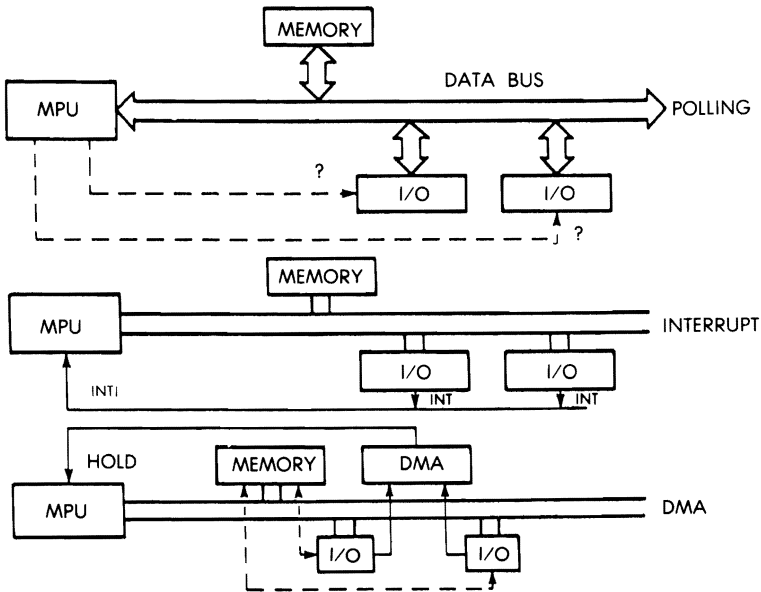 MEMORY
DATA BUS
MPU
POLLING
?
I/O
I/O
?
MEMORY
MPU
INTERRUPT
I/O
I/O
INTI
INT
INT
HOLD
MEMORY
DMA
MPU
DMA
I/O
I/O